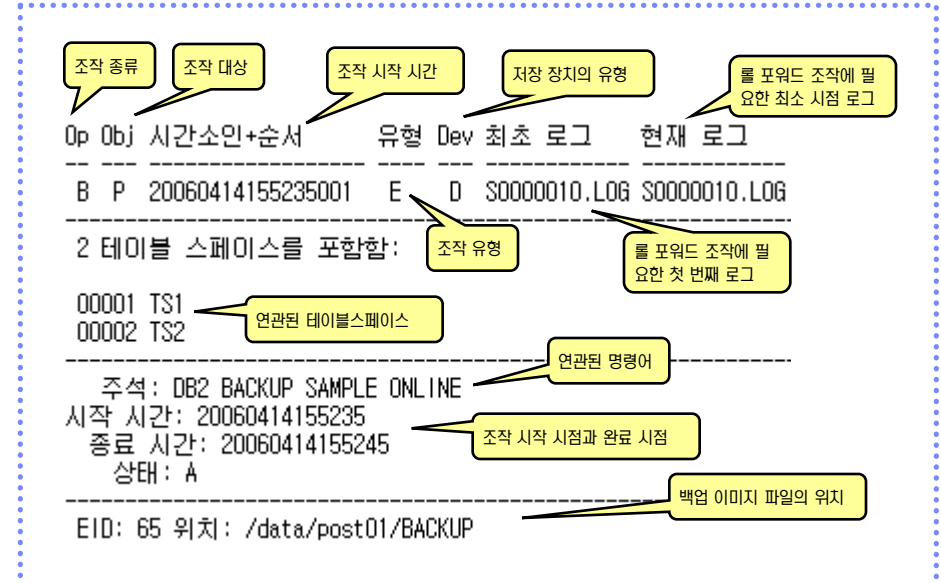 조작 종류
조작 대상
조작 시작 시간
저장 장치의 유형
롤 포워드 조작에 필
요한 최소 시점 로그
Op Obj 시간소인+순서 유형 Dev 최초 로그 현재 로그
-- --- ------------------ ---- --- ------------ ------------
B P 20060414155235001 E D S0000010.LOG S0000010.LOG
------------------------------------------------------------
2 테이블 스페이스를 포함함:
조작 유형
롤 포워드 조작에 필
요한 첫 번째 로그
00001 TS1
00002 TS2
연관된 테이블스페이스
------------------------------------------------------------
연관된 명령어
주석: DB2 BACKUP SAMPLE ONLINE
시작 시간: 20060414155235
종료 시간: 20060414155245
상태: A
조작 시작 시점과 완료 시점
------------------------------------------------------------
백업 이미지 파일의 위치
EID: 65 위치: /data/post01/BACKUP